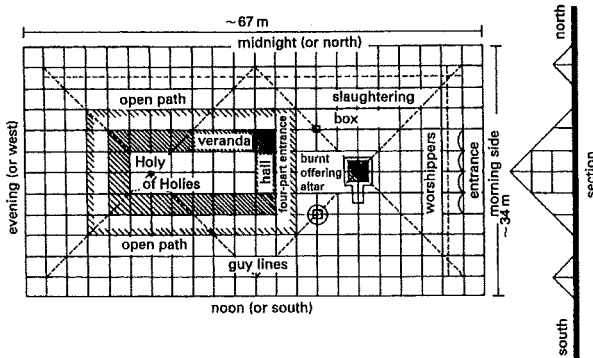 ~67 m
midnight (or north)
north
open path
slaughtering
box
evening (or west)
veranda
hall
four-part entrance
Holy
of Holies
burnt
offering
altar
worshippers
entrance
morning side
~34 m
section
open path
guy lines
noon (or south)
south